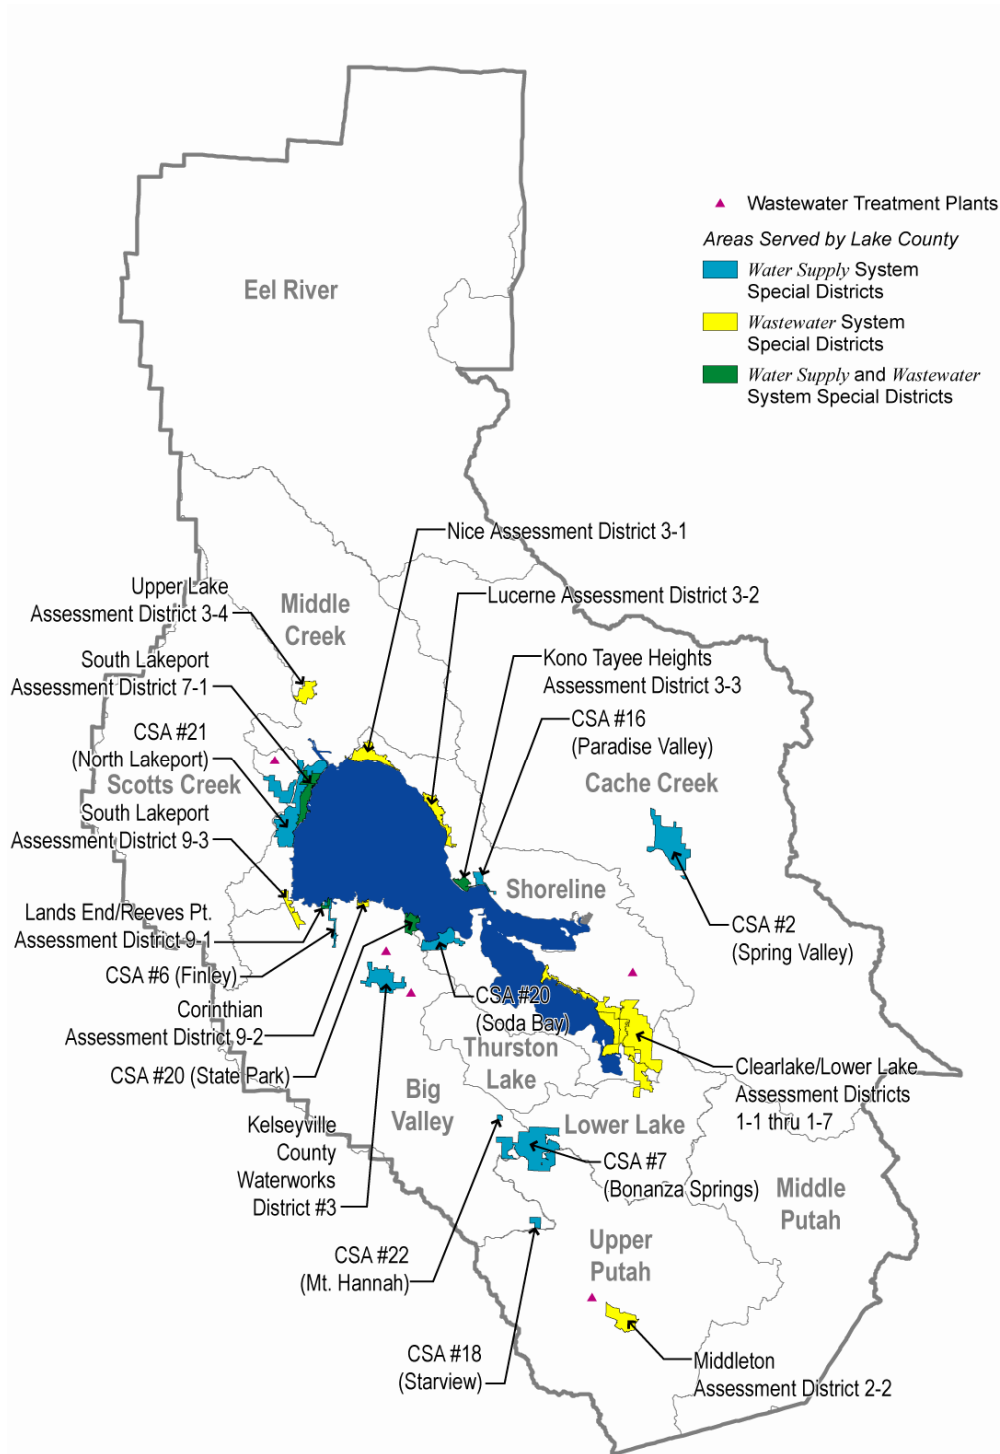 Wastewater Treatment Plants
Areas Served by Lake County
Water Supply System
Special Districts
Wastewater System
Special Districts
Water Supply and Wastewater
System Special Districts
Eel River
Nice Assessment District 3-1
Upper Lake
Assessment District 3-4
Middle
Creek
Lucerne Assessment District 3-2
South Lakeport
Assessment District 7-1
Kono Tayee Heights
Assessment District 3-3
CSA #21
(North Lakeport)
CSA #16
(Paradise Valley)
Scotts Creek
Cache Creek
South Lakeport
Assessment District 9-3
Shoreline
Lands End/Reeves Pt.
Assessment District 9-1
CSA #2
(Spring Valley)
CSA #6 (Finley)
CSA #20
(Soda Bay)
Corinthian
Assessment District 9-2
Thurston
Lake
CSA #20 (State Park)
Clearlake/Lower Lake
Assessment Districts
1-1 thru 1-7
Big
Valley
Kelseyville
County
Waterworks
District #3
Lower Lake
CSA #7
(Bonanza Springs)
Middle
Putah
CSA #22
(Mt. Hannah)
Upper
Putah
CSA #18
(Starview)
Middleton
Assessment District 2-2